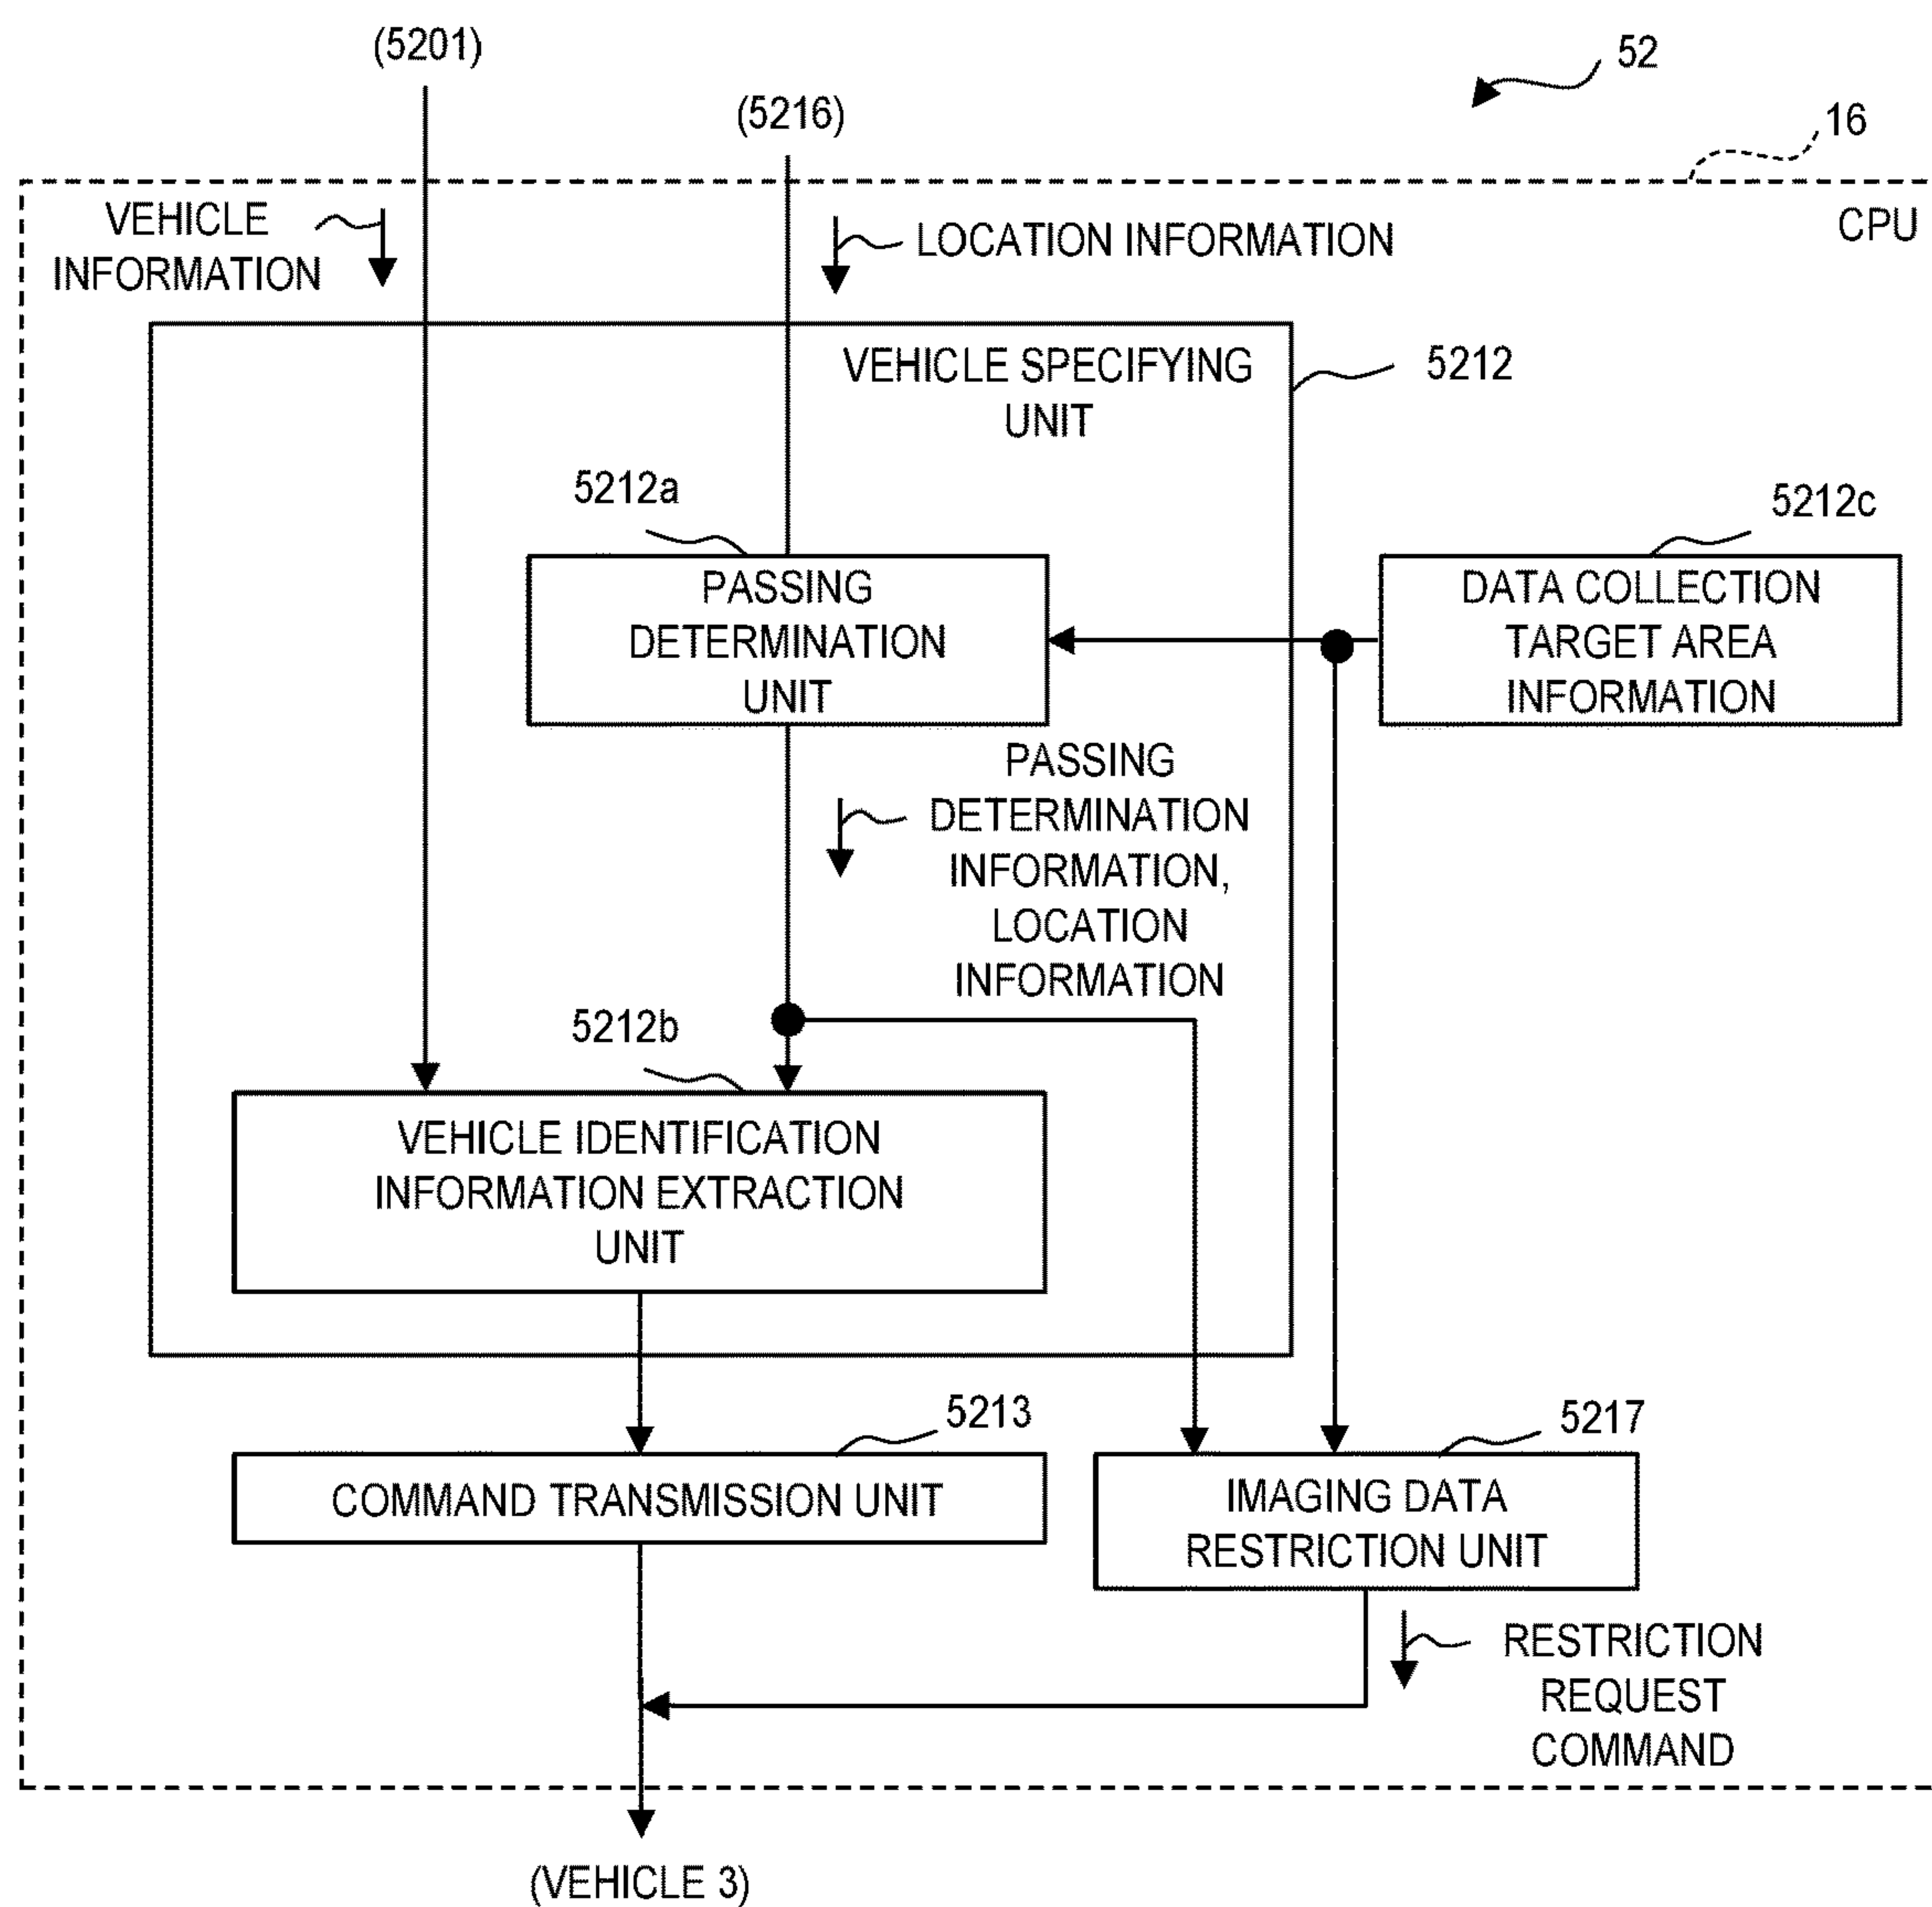 (5201)
52
(5216)
16
CPU
VEHICLE
INFORMATION
LOCATION INFORMATION
VEHICLE SPECIFYING
UNIT
5212
5212a
5212c
PASSING
DETERMINATION
UNIT
DATA COLLECTION
TARGET AREA
INFORMATION
PASSING
DETERMINATION
INFORMATION,
LOCATION
INFORMATION
5212b
VEHICLE IDENTIFICATION
INFORMATION EXTRACTION
UNIT
5213
5217
COMMAND TRANSMISSION UNIT
IMAGING DATA
RESTRICTION UNIT
RESTRICTION
REQUEST
COMMAND
(VEHICLE 3)